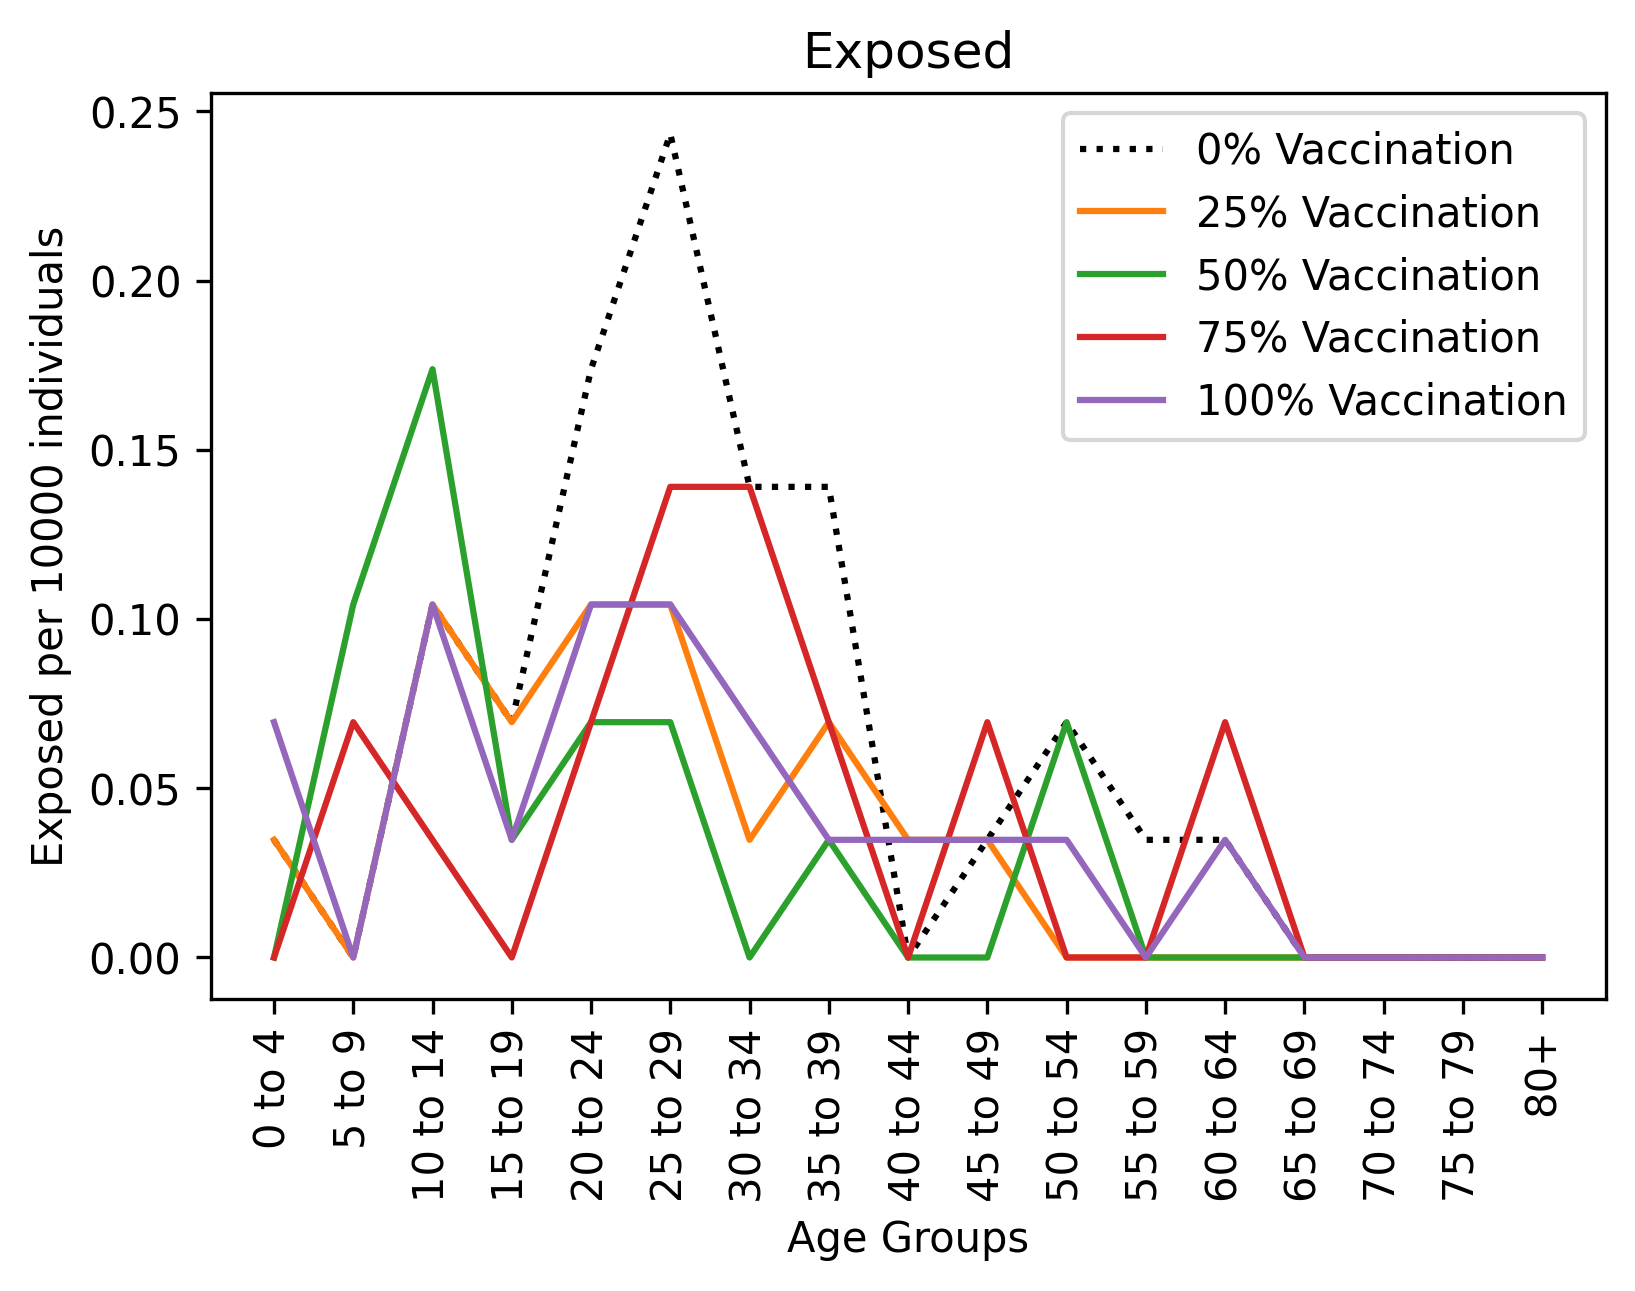 Exposed
0.25
0.20
0.15
0.10
0.05
0.00
Exposed per 10000 individuals
0% Vaccination
25% Vaccination
50% Vaccination
75% Vaccination
100% Vaccination
0 to 4
5 to 9
10 to 14
15 to 19
20 to 24
25 to 29
30 to 34
35 to 39
40 to 44
45 to 49
50 to 54
55 to 59
60 to 64
65 to 69
70 to 74
75 to 79
80+
Age Groups